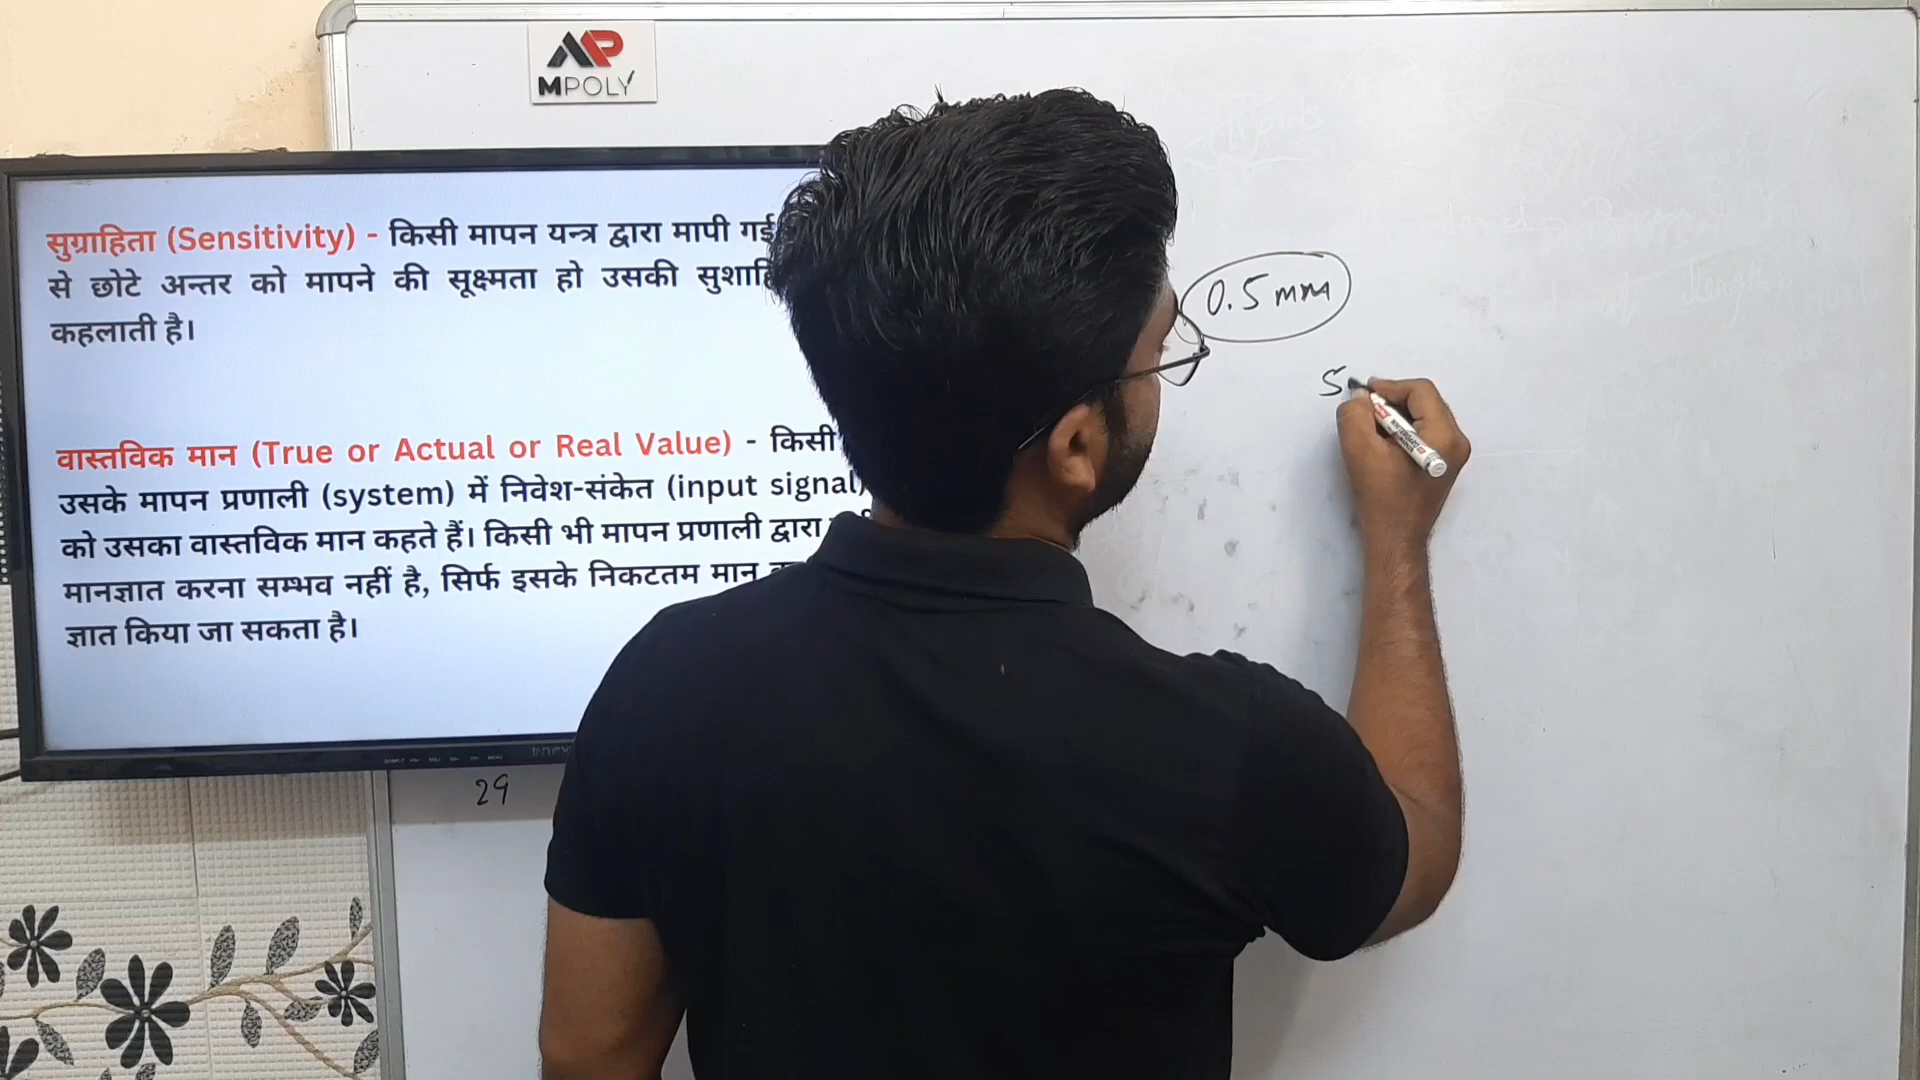 AP
MPOLY
सुग्राहिता (Sensitivity) - किसी मापन यन्त्र द्वारा मापी गई
से छोटे अन्तर को मापने की सूक्ष्मता हो उसकी
कहलाती है।
वास्तविक मान (True or Actual or Real Value) - किसी
उसके मापन प्रणाली (system) में निवेश-संकेत (input signal)
को उसका वास्तविक मान कहते हैं। किसी भी मापन प्रणाली द्वारा
मानज्ञात करना सम्भव नहीं है, सिर्फ इसके निकटतम मान
ज्ञात किया जा सकता है।
29
0.5 mm
5